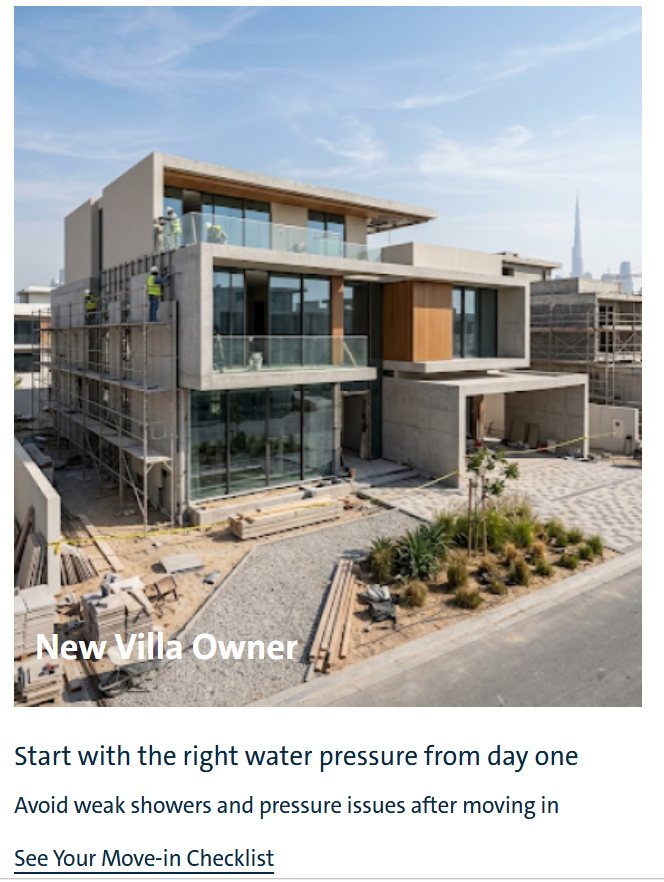 New Villa Owner
Start with the right water pressure from day one
Avoid weak showers and pressure issues after moving in
See Your Move-in Checklist